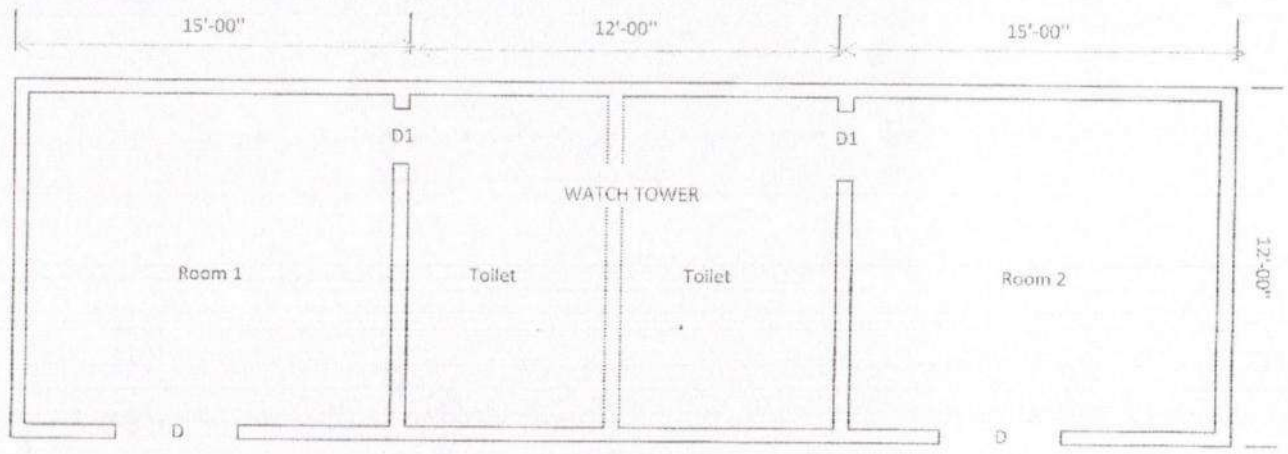 15'-00" 12'-00" 15'-00"
D1 D1
WATCH TOWER
Room 1 Toilet Toilet Room 2
12'-00"
D D